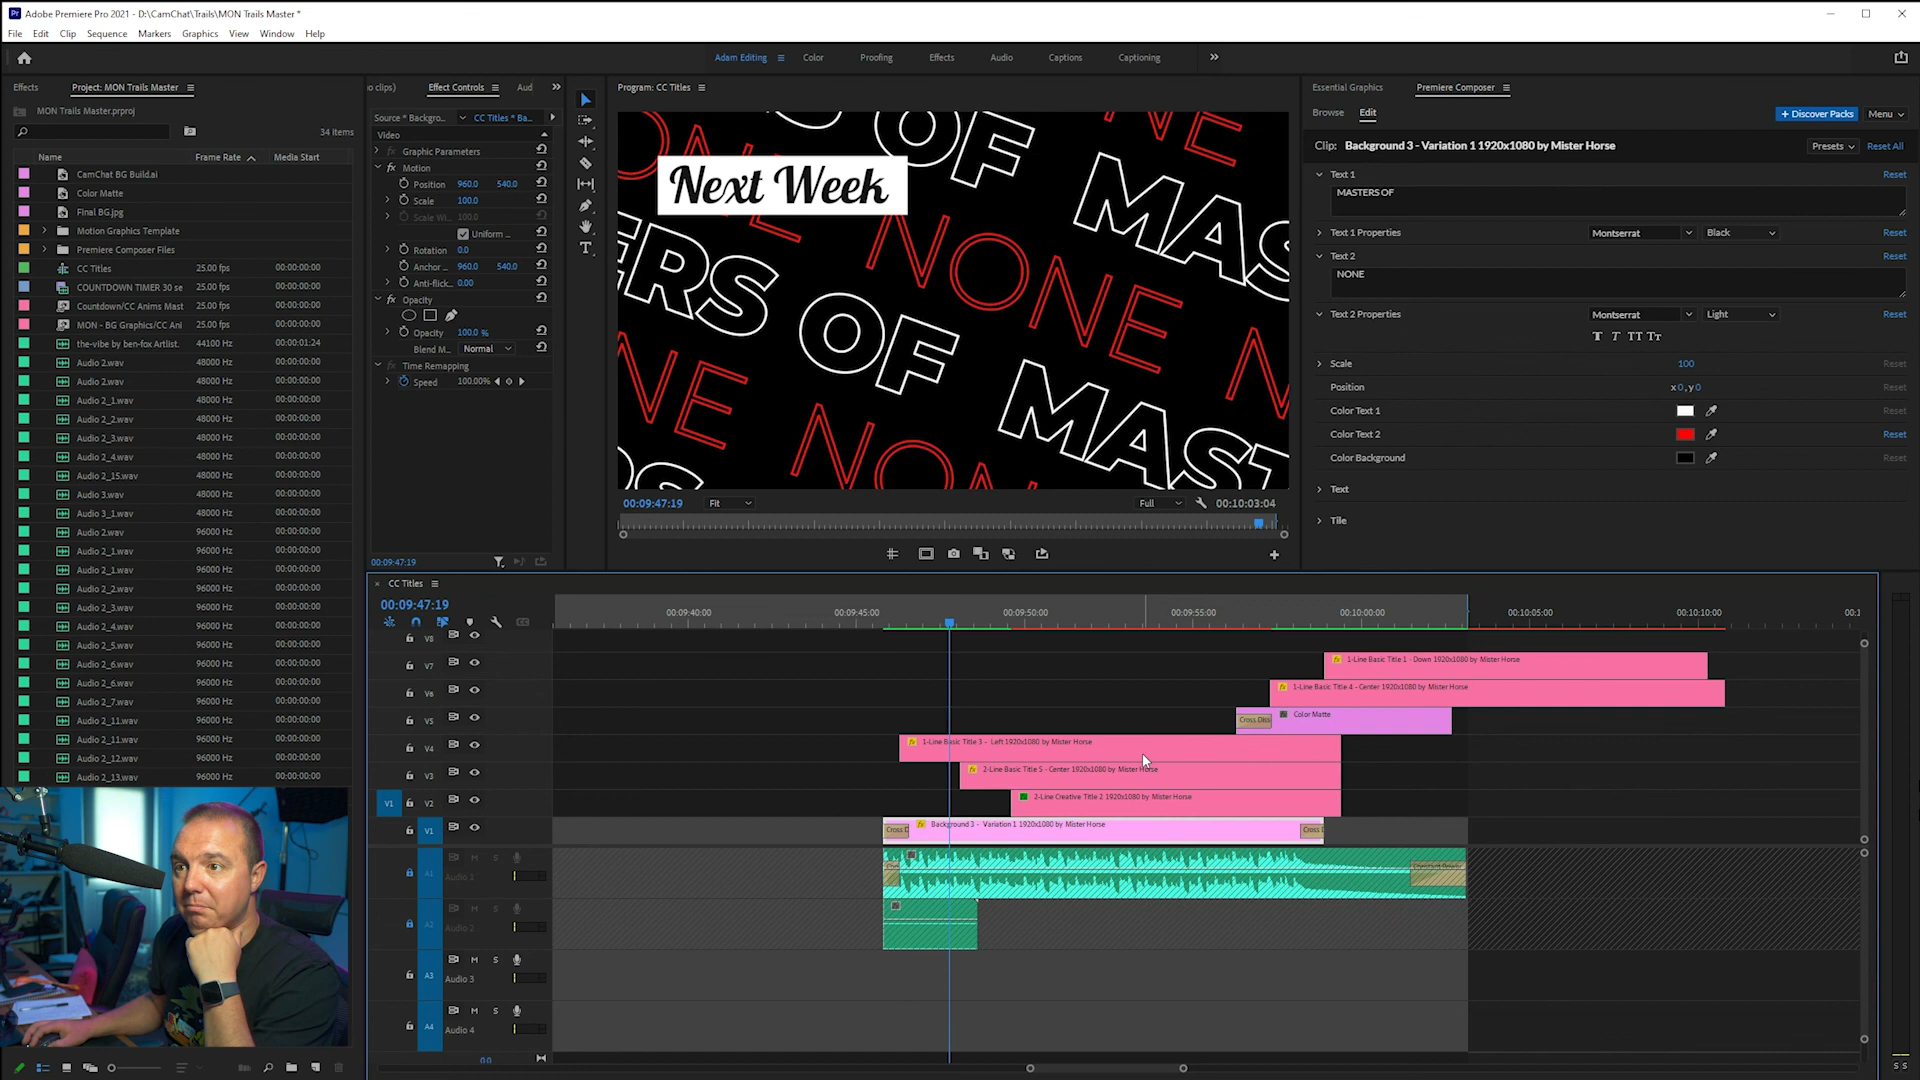 Adobe Premiere Pro 2021 - D:\CamChat\Trails\MON Trails Master *
File Edit Clip Sequence Markers Graphics View Window Help
Adam Editing Color Proofing Effects Audio Captions Captioning
Effects Project: MON Trails Master
MON Trails Master.prproj
34 items
Name Frame Rate Media Start
CamChat BG Build.ai
Color Matte
Final BG.jpg
Motion Graphics Template
Premiere Composer Files
CC Titles 25.00 fps 00:00:00:00
COUNTDOWN TIMER 30 se 25.00 fps 00:00:00:00
Countdown/CC Anims Mast 25.00 fps 00:00:00:00
MON - BG Graphics/CC Ani 25.00 fps 00:00:00:00
the-vibe by ben-fox Artlist. 44100 Hz 00:00:01:24
Audio 2.wav 48000 Hz 00:00:00:00
Audio 2.wav 48000 Hz 00:00:00:00
Audio 2_1.wav 48000 Hz 00:00:00:00
Audio 2_2.wav 48000 Hz 00:00:00:00
Audio 2_3.wav 48000 Hz 00:00:00:00
Audio 2_4.wav 48000 Hz 00:00:00:00
Audio 2_15.wav 48000 Hz 00:00:00:00
Audio 3.wav 48000 Hz 00:00:00:00
Audio 3_1.wav 48000 Hz 00:00:00:00
Audio 2.wav 96000 Hz 00:00:00:00
Audio 2_1.wav 96000 Hz 00:00:00:00
Audio 2_1.wav 96000 Hz 00:00:00:00
Audio 2_2.wav 96000 Hz 00:00:00:00
Audio 2_3.wav 96000 Hz 00:00:00:00
Audio 2_4.wav 96000 Hz 00:00:00:00
Audio 2_5.wav 96000 Hz 00:00:00:00
Audio 2_6.wav 96000 Hz 00:00:00:00
Audio 2_6.wav 96000 Hz 00:00:00:00
Audio 2_7.wav 96000 Hz 00:00:00:00
Audio 2_11.wav 96000 Hz 00:00:00:00
Audio 2_11.wav 96000 Hz 00:00:00:00
Audio 2_12.wav 96000 Hz 00:00:00:00
Audio 2_13.wav 96000 Hz 00:00:00:00
o clips) Effect Controls Aud
Source * Backgro... CC Titles * Ba...
Video
Graphic Parameters
Motion
Position 960.0 540.0
Scale 100.0
Scale Wi... 100.0
Uniform ...
Rotation 0.0
Anchor ... 960.0 540.0
Anti-flick... 0.00
Opacity
Opacity 100.0 %
Blend M... Normal
Time Remapping
Speed 100.00%
00:09:47:19
Program: CC Titles
OF NE
NONE OF MAST
Next Week
ERS OF NONE MAS
NE OF N
NONE MAST
00:09:47:19 Fit Full 00:10:03:04
Essential Graphics Premiere Composer
Browse Edit + Discover Packs Menu
Clip: Background 3 - Variation 1 1920x1080 by Mister Horse Presets Reset All
Text 1 Reset
MASTERS OF
Text 1 Properties Montserrat Black Reset
Text 2 Reset
NONE
Text 2 Properties Montserrat Light Reset
T T TT Tt
Scale 100 Reset
Position x 0, y 0 Reset
Color Text 1 Reset
Color Text 2 Reset
Color Background Reset
Text
Tile
CC Titles
00:09:47:19
00:09:40:00 00:09:45:00 00:09:50:00 00:09:55:00 00:10:00:00 00:10:05:00 00:10:10:00 00:1
V8
V7 1-Line Basic Title 1 - Down 1920x1080 by Mister Horse
V6 1-Line Basic Title 4 - Center 1920x1080 by Mister Horse
V5 Cross Diss Color Matte
V4 1-Line Basic Title 3 - Left 1920x1080 by Mister Horse
V3 2-Line Basic Title 5 - Center 1920x1080 by Mister Horse
V1 V2 2-Line Creative Title 2 1920x1080 by Mister Horse
V1 Cross D Background 3 - Variation 1 1920x1080 by Mister Horse Cross D
A1 M S Audio 1 Constant Power
A2 M S Audio 2
A3 M S Audio 3
A4 M S Audio 4
0.0
S S